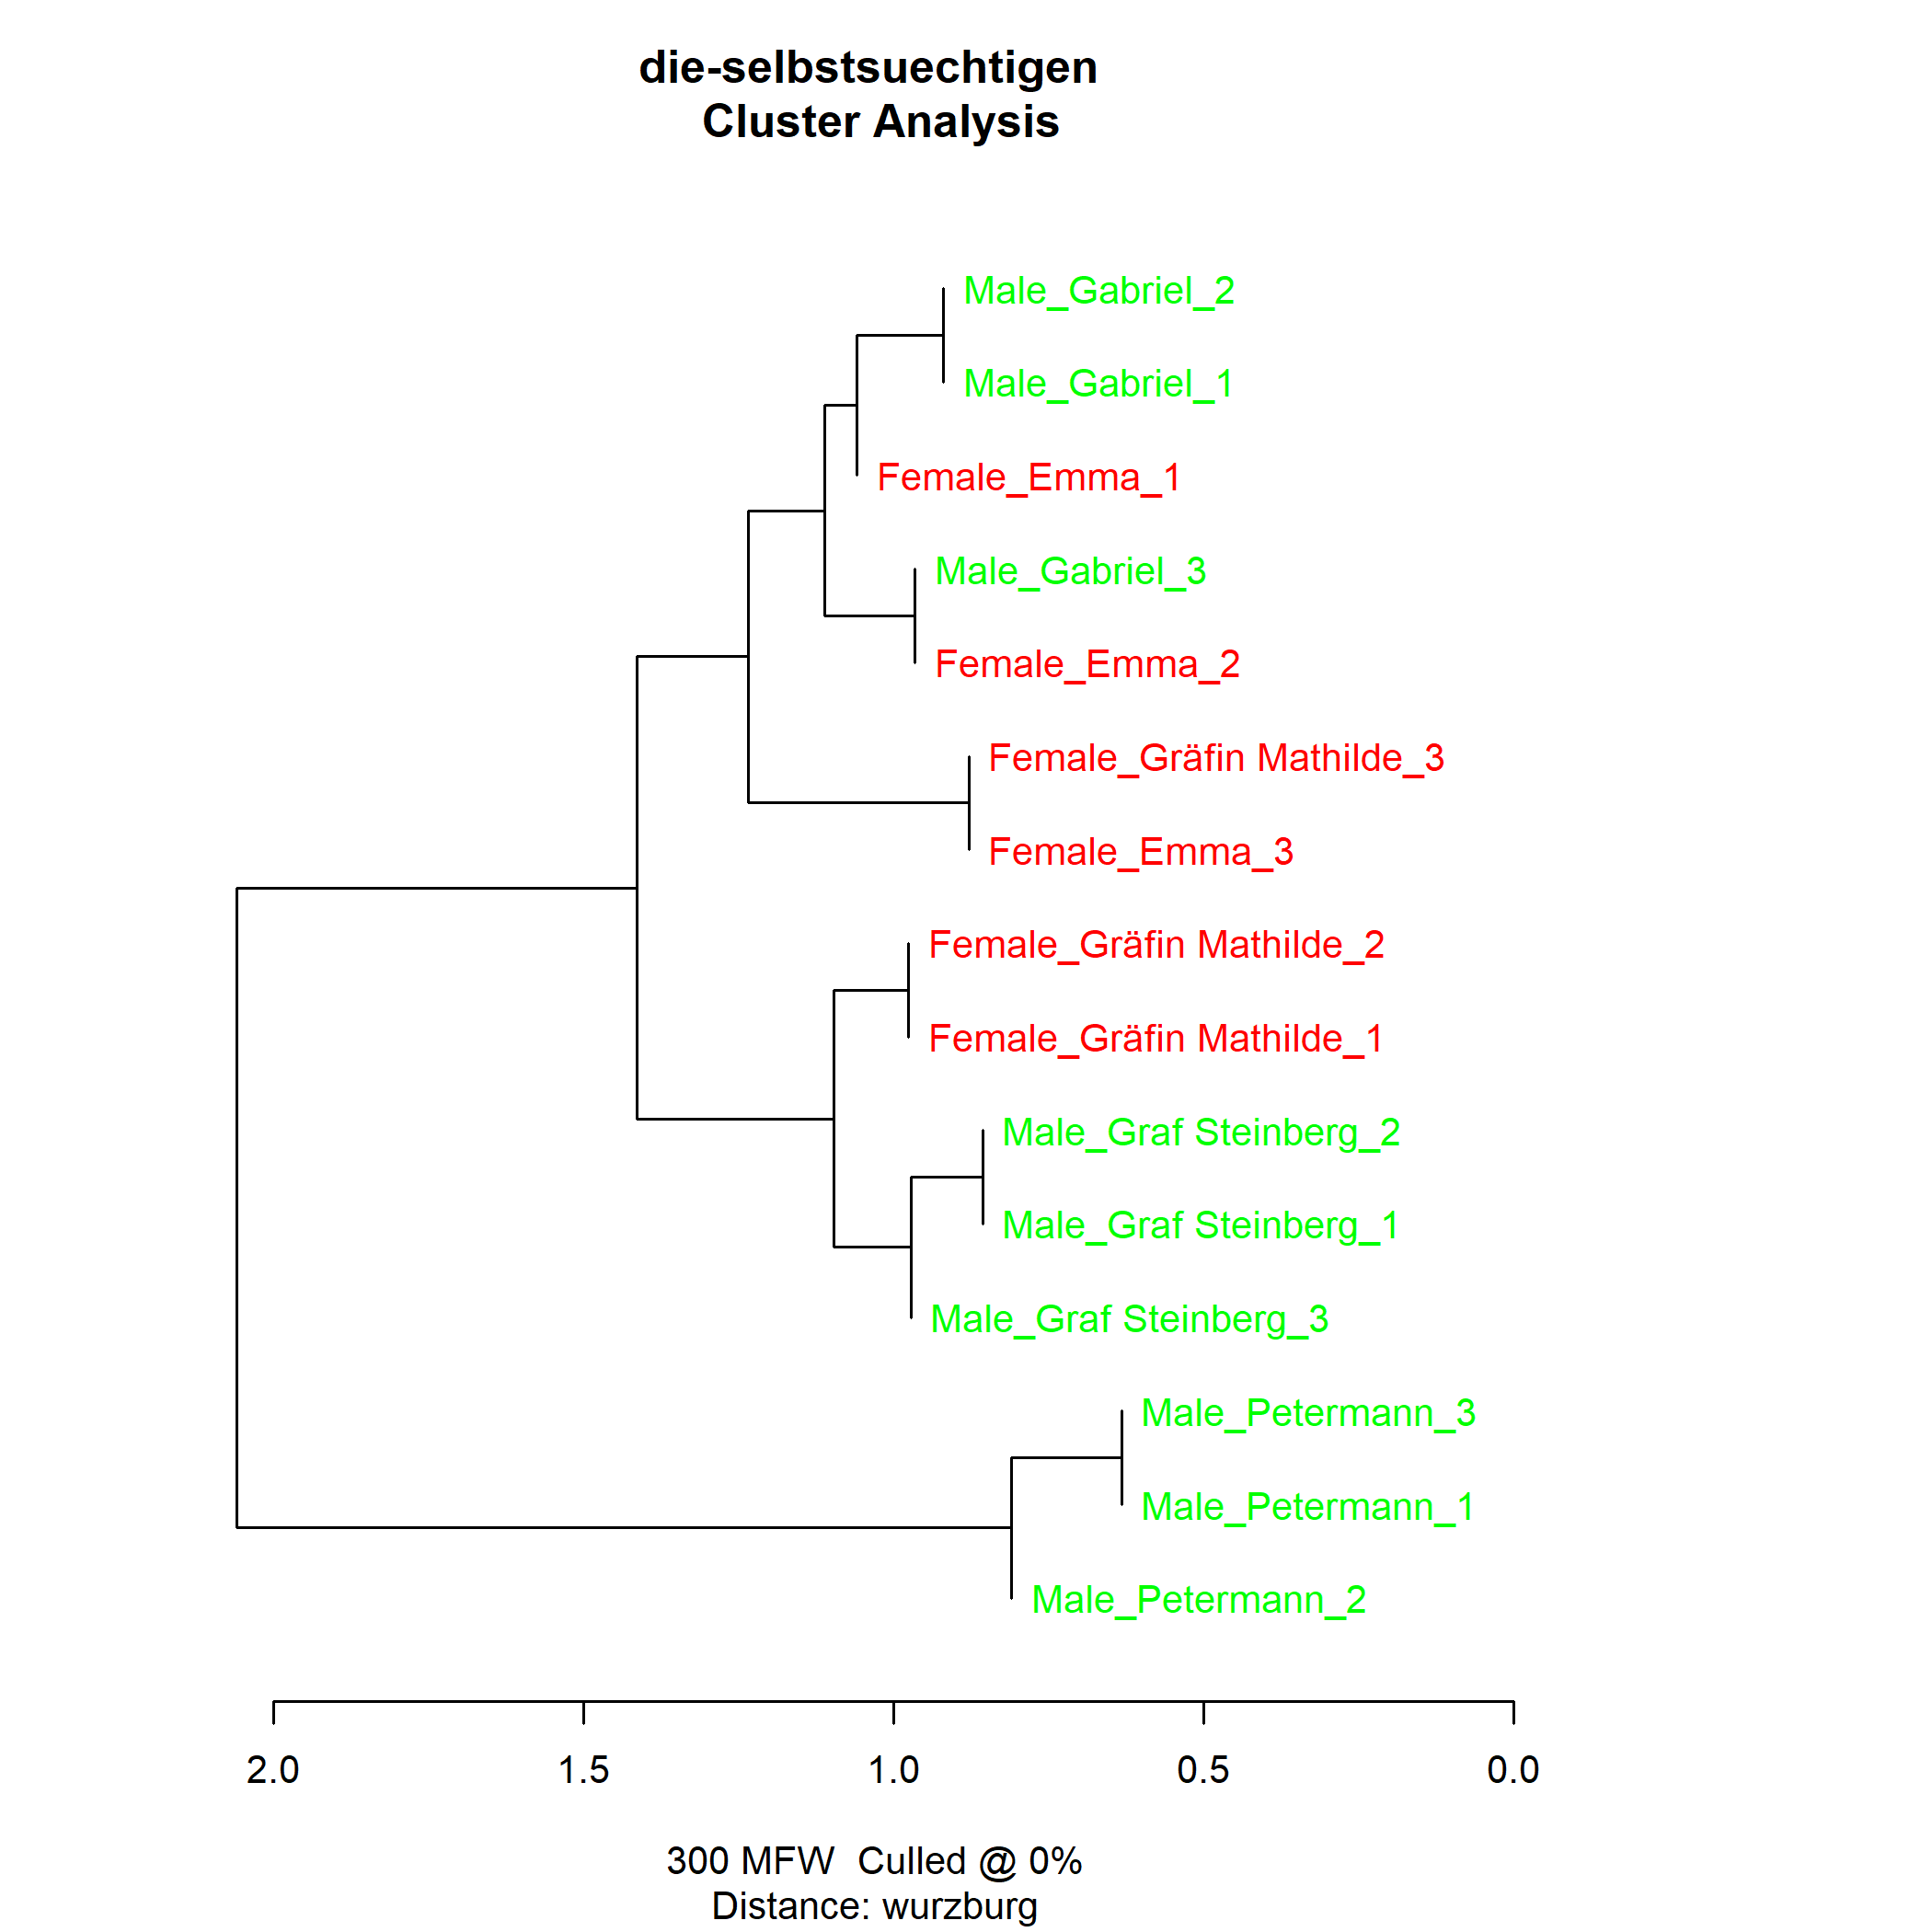 die-selbstsuechtigen
Cluster Analysis
Male_Gabriel_2
Male_Gabriel_1
Female_Emma_1
Male_Gabriel_3
Female_Emma_2
Female_Gräfin Mathilde_3
Female_Emma_3
Female_Gräfin Mathilde_2
Female_Gräfin Mathilde_1
Male_Graf Steinberg_2
Male_Graf Steinberg_1
Male_Graf Steinberg_3
Male_Petermann_3
Male_Petermann_1
Male_Petermann_2
2.0 1.5 1.0 0.5 0.0
300 MFW  Culled @ 0%
Distance: wurzburg